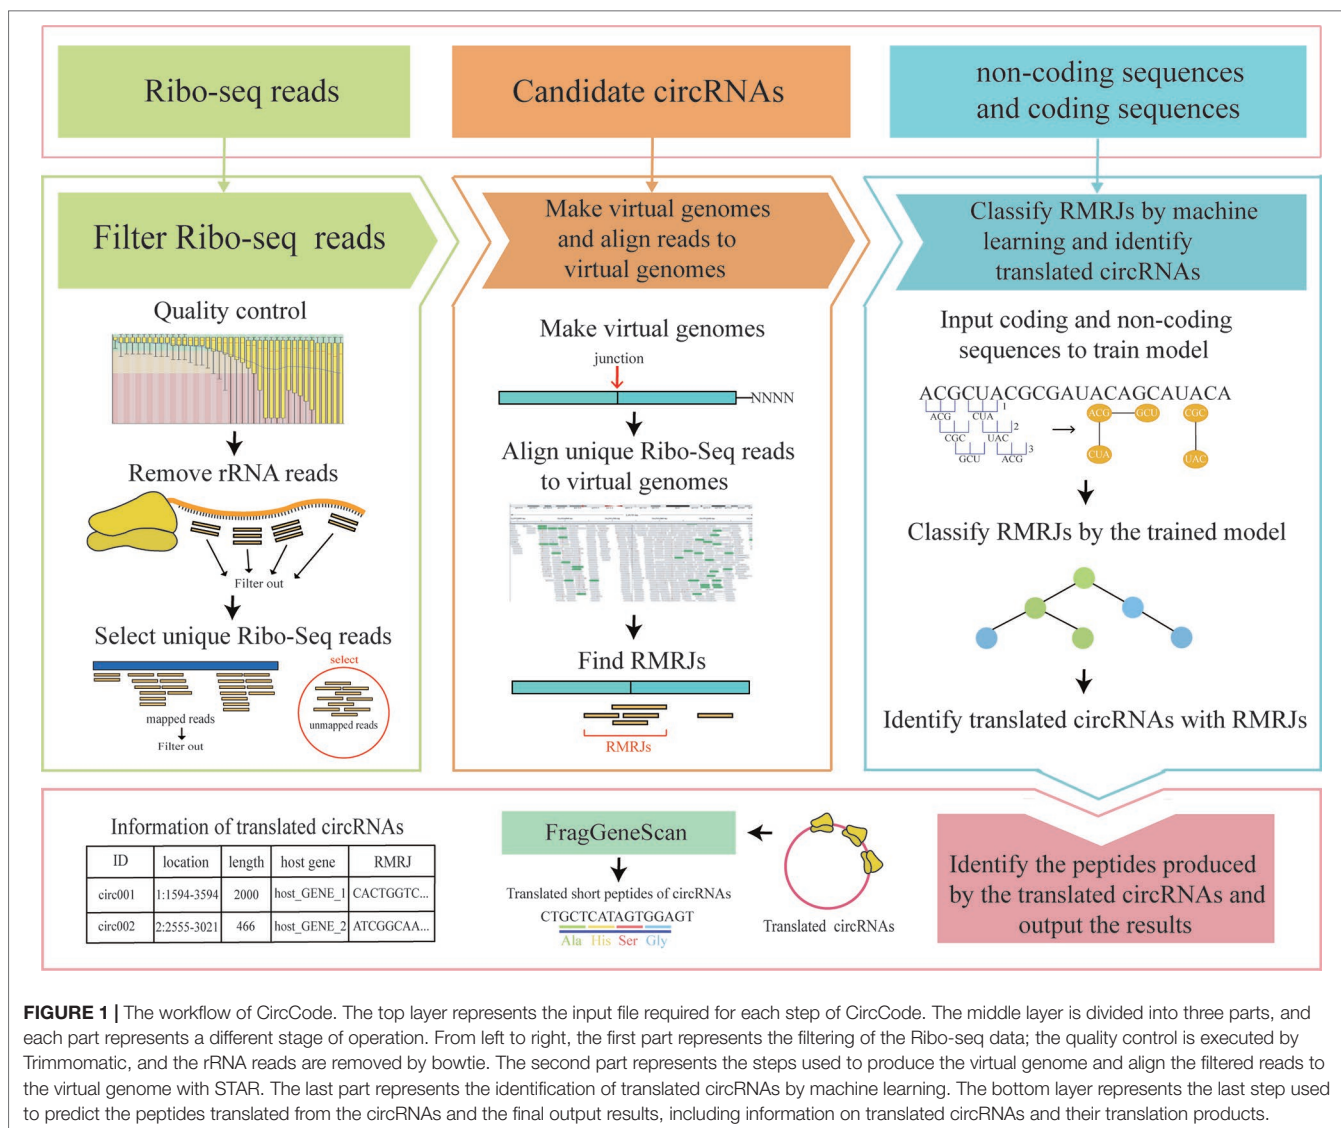 Ribo-seq reads
Candidate circRNAs
non-coding sequences
and coding sequences
Filter Ribo-seq reads
Make virtual genomes
and align reads to
virtual genomes
Classify RMRJs by machine
learning and identify
translated circRNAs
Quality control
Remove rRNA reads
Filter out
Select unique Ribo-Seq reads
select
mapped reads
unmapped reads
Filter out
Make virtual genomes
junction
NNNN
Align unique Ribo-Seq reads
to virtual genomes
Find RMRJs
RMRJs
Input coding and non-coding
sequences to train model
ACGCUACGCGAUACAGCAUACA
ACG CUA 1
CGC UAC 2
GCU ACG 3
ACG GCU CGC
CUA UAC
Classify RMRJs by the trained model
Identify translated circRNAs with RMRJs
Information of translated circRNAs
ID location length host gene RMRJ
circ001 1:1594-3594 2000 host_GENE_1 CACTGGTC...
circ002 2:2555-3021 466 host_GENE_2 ATCGGCAA...
FragGeneScan
Translated short peptides of circRNAs
CTGCTCATAGTGGAGT
Ala His Ser Gly
Translated circRNAs
Identify the peptides produced
by the translated circRNAs and
output the results
FIGURE 1 | The workflow of CircCode. The top layer represents the input file required for each step of CircCode. The middle layer is divided into three parts, and
each part represents a different stage of operation. From left to right, the first part represents the filtering of the Ribo-seq data; the quality control is executed by
Trimmomatic, and the rRNA reads are removed by bowtie. The second part represents the steps used to produce the virtual genome and align the filtered reads to
the virtual genome with STAR. The last part represents the identification of translated circRNAs by machine learning. The bottom layer represents the last step used
to predict the peptides translated from the circRNAs and the final output results, including information on translated circRNAs and their translation products.